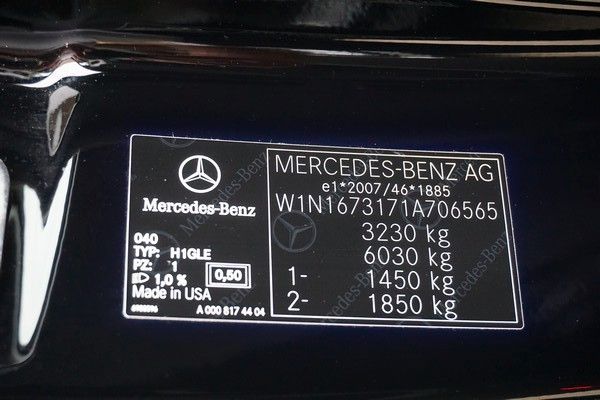 MERCEDES-BENZ AG
e1*2007/46*1885
W1N1673171A706565
3230 kg
6030 kg
1- 1450 kg
2- 1850 kg
Mercedes-Benz
040
TYP: H1GLE
PZ: 1
1,0 % 0,50
Made in USA
A 000 817 44 04